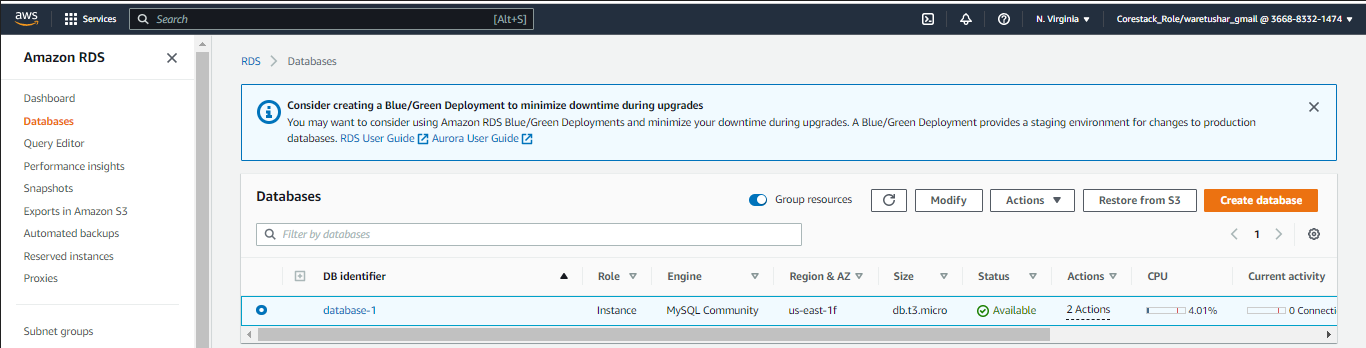 aws
Services
Search
[Alt+S]
N. Virginia
Corestack_Role/waretushar_gmail @ 3668-8332-1474
Amazon RDS
Dashboard
Databases
Query Editor
Performance insights
Snapshots
Exports in Amazon S3
Automated backups
Reserved instances
Proxies
Subnet groups
RDS > Databases
Consider creating a Blue/Green Deployment to minimize downtime during upgrades
You may want to consider using Amazon RDS Blue/Green Deployments and minimize your downtime during upgrades. A Blue/Green Deployment provides a staging environment for changes to production
databases. RDS User Guide Aurora User Guide
Databases
Group resources
Modify
Actions
Restore from S3
Create database
Filter by databases
1
DB identifier Role Engine Region & AZ Size Status Actions CPU Current activity
database-1 Instance MySQL Community us-east-1f db.t3.micro Available 2 Actions 4.01% 0 Connecti